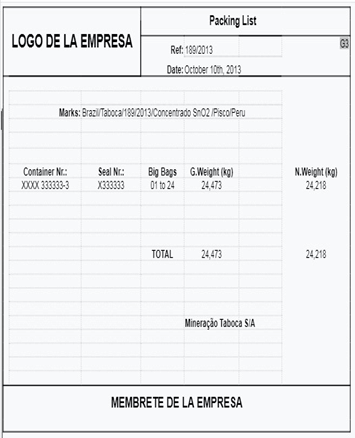 Packing List
LOGO DE LA EMPRESA
Ref: 189/2013
G3
Date: October 10th, 2013
Marks: Brazil/Taboca/189/2013/Concentrado SnO2 /Pisco/Peru
Container Nr.: Seal Nr.: Big Bags G.Weight (kg) N.Weight (kg)
XXXX 333333-3 X333333 01 to 24 24,473 24,218
TOTAL 24,473 24,218
Mineração Taboca S/A
MEMBRETE DE LA EMPRESA